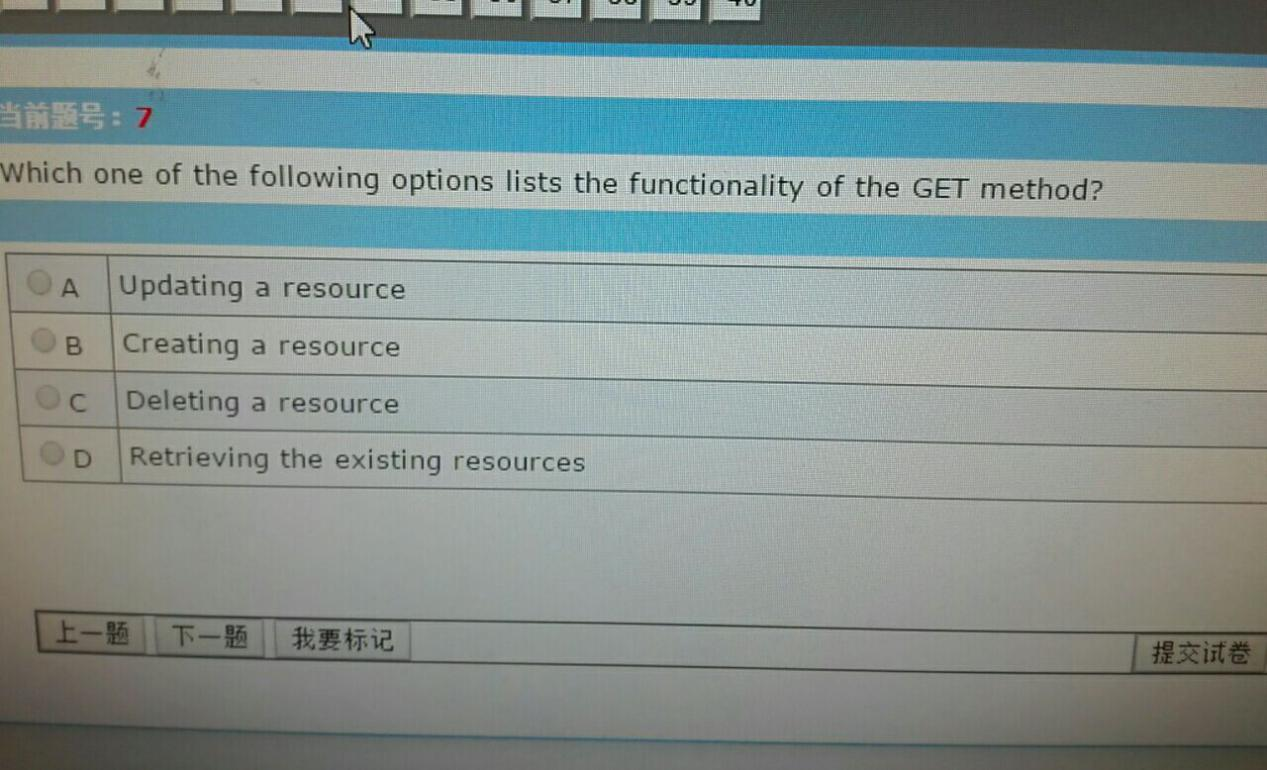 当前题号：7
Which one of the following options lists the functionality of the GET method?
A Updating a resource
B Creating a resource
C Deleting a resource
D Retrieving the existing resources
上一题 下一题 我要标记 提交试卷